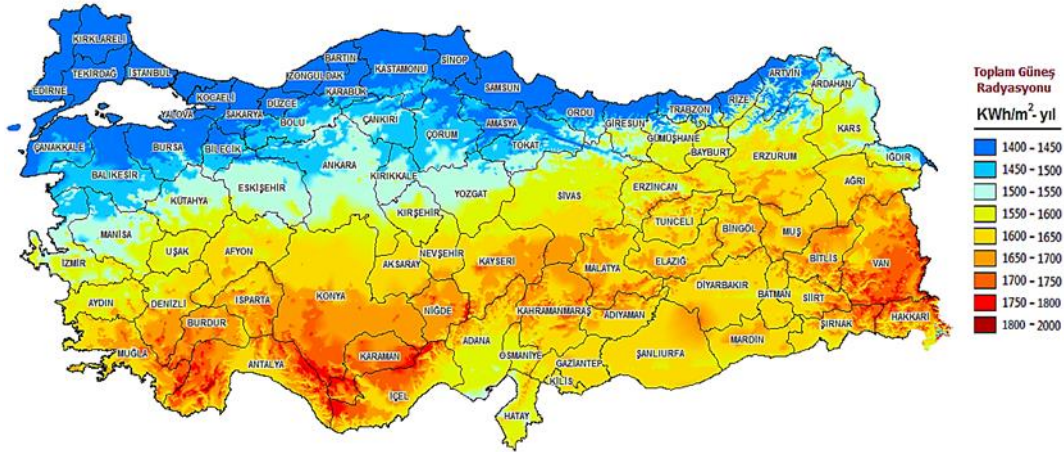 KIRKLARELİ
EDİRNE
TEKİRDAĞ
İSTANBUL
KOCAELİ
YALOVA
SAKARYA
DÜZCE
ZONGULDAK
BARTIN
KARABÜK
KASTAMONU
SİNOP
SAMSUN
ORDU
GİRESUN
TRABZON
RİZE
ARTVİN
ARDAHAN
ÇANAKKALE
BURSA
BİLECİK
BOLU
ÇANKIRI
ÇORUM
AMASYA
TOKAT
GÜMÜŞHANE
BAYBURT
ERZURUM
KARS
IĞDIR
BALIKEŞİR
KÜTAHYA
ESKİŞEHİR
ANKARA
KIRIKKALE
YOZGAT
SİVAS
ERZİNCAN
AĞRI
MANİSA
İZMİR
UŞAK
AFYON
KIRŞEHİR
NEVŞEHİR
AKSARAY
KAYSERİ
MALATYA
TUNCELİ
ELAZIĞ
BİNGÖL
MUŞ
BİTLİS
VAN
AYDIN
DENİZLİ
ISPARTA
BURDUR
KONYA
NİĞDE
KAHRAMANMARAŞ
ADIYAMAN
DİYARBAKIR
BATMAN
SİİRT
ŞIRNAK
HAKKARİ
MUĞLA
ANTALYA
KARAMAN
İÇEL
ADANA
OSMANİYE
GAZİANTEP
KİLİS
HATAY
ŞANLIURFA
MARDİN
Toplam Güneş
Radyasyonu
KWh/m²- yıl
1400 - 1450
1450 - 1500
1500 - 1550
1550 - 1600
1600 - 1650
1650 - 1700
1700 - 1750
1750 - 1800
1800 - 2000